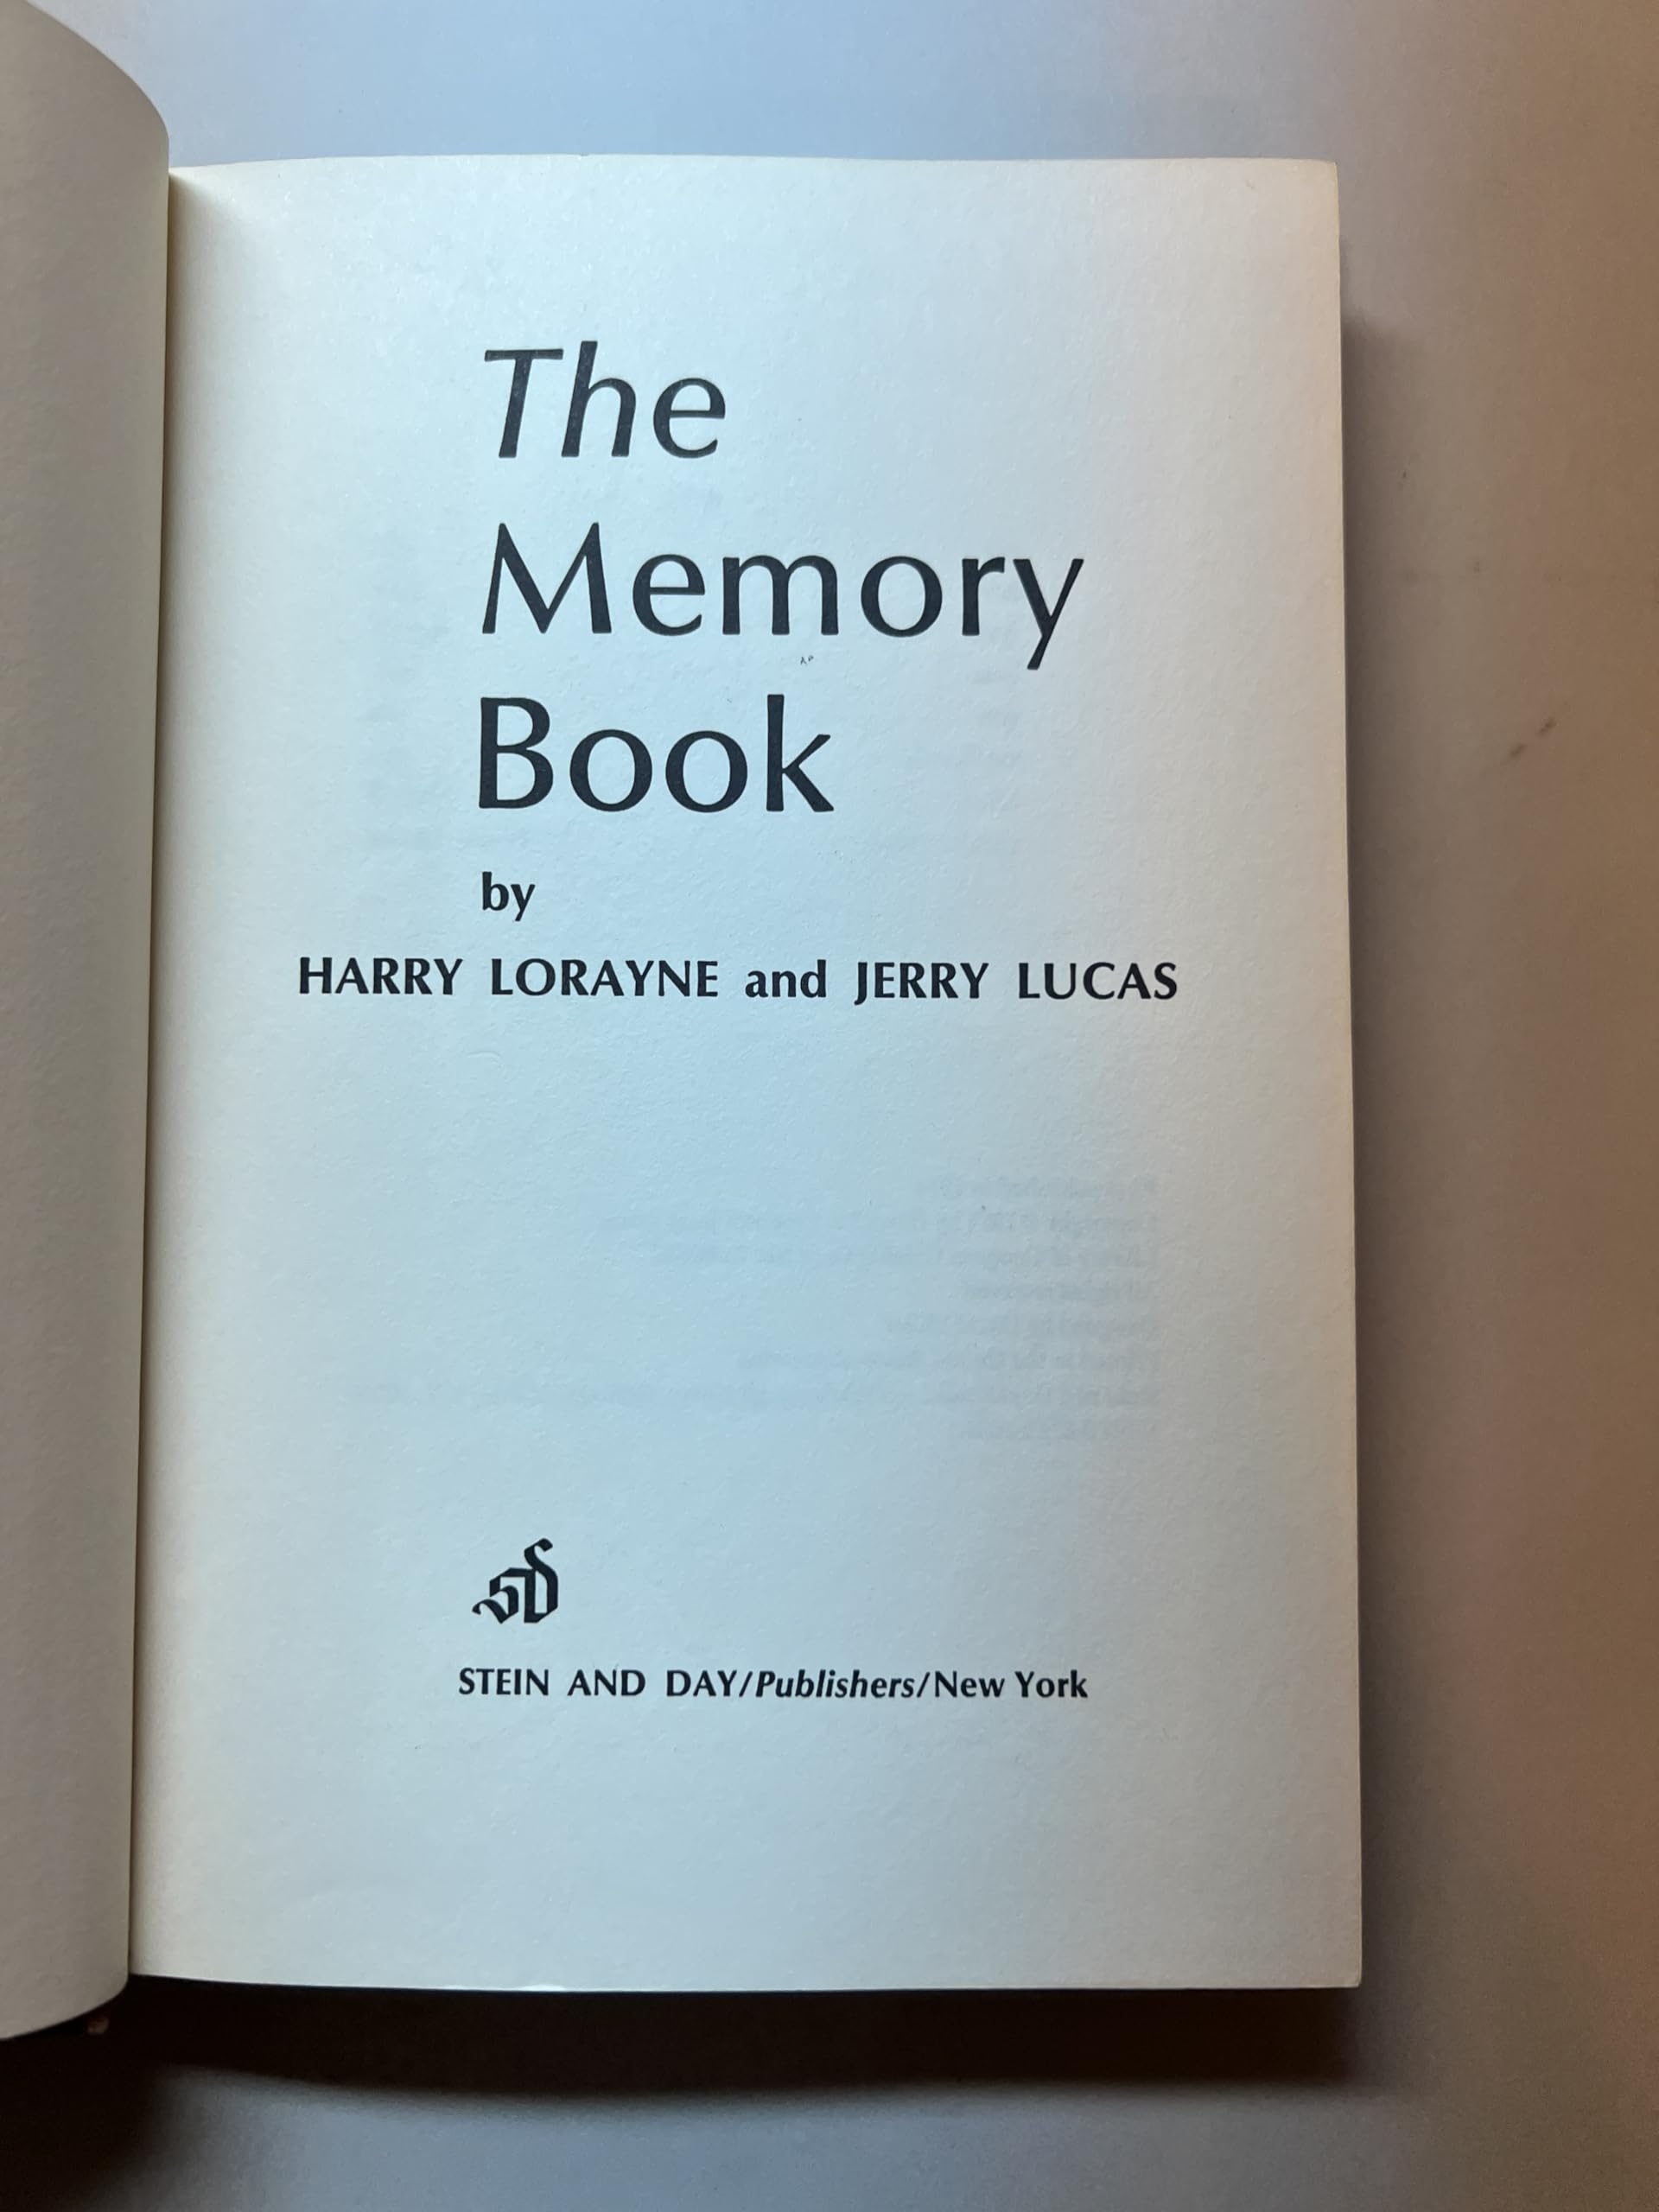 The
Memory
Book
by
HARRY LORAYNE and JERRY LUCAS
STEIN AND DAY/Publishers/New York